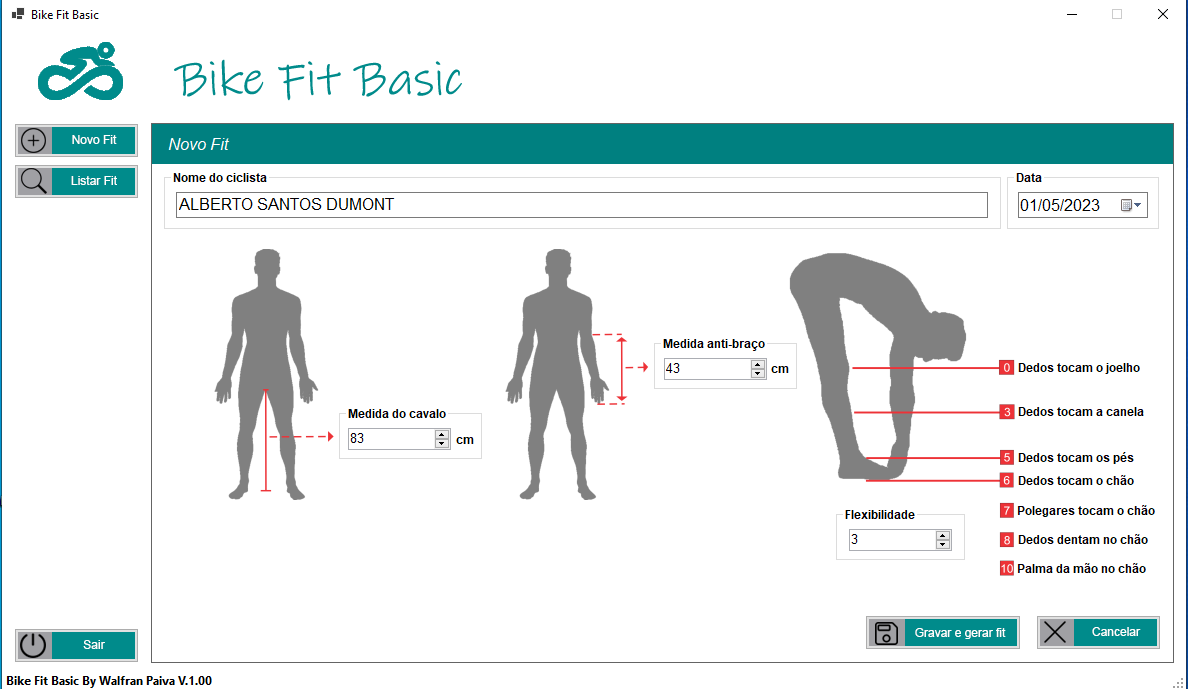 Bike Fit Basic
Bike Fit Basic
Novo Fit
Listar Fit
Novo Fit
Nome do ciclista
ALBERTO SANTOS DUMONT
Data
01/05/2023
Medida do cavalo
83 cm
Medida anti-braço
43 cm
0 Dedos tocam o joelho
3 Dedos tocam a canela
5 Dedos tocam os pés
6 Dedos tocam o chão
7 Polegares tocam o chão
8 Dedos dentam no chão
10 Palma da mão no chão
Flexibilidade
3
Gravar e gerar fit
Cancelar
Sair
Bike Fit Basic By Walfran Paiva V.1.00